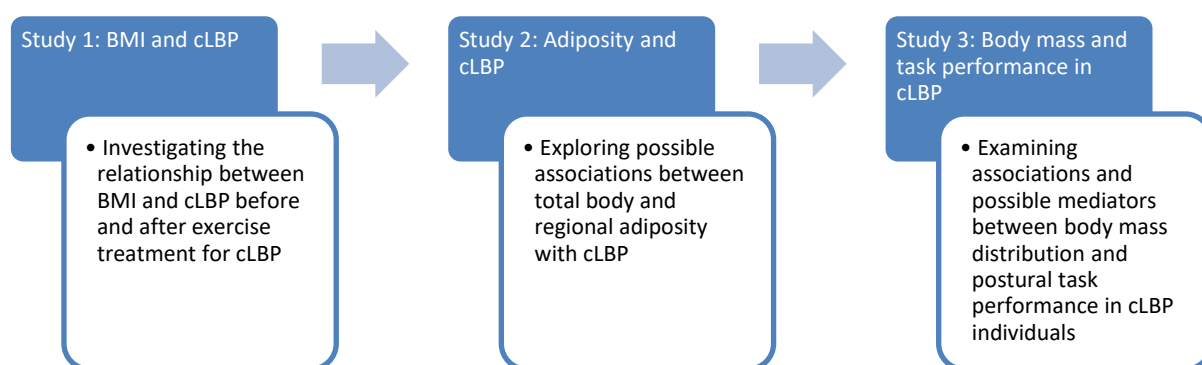 Study 1: BMI and cLBP
• Investigating the
relationship between
BMI and cLBP before
and after exercise
treatment for cLBP
Study 2: Adiposity and
cLBP
• Exploring possible
associations between
total body and
regional adiposity
with cLBP
Study 3: Body mass and
task performance in
cLBP
• Examining
associations and
possible mediators
between body mass
distribution and
postural task
performance in cLBP
individuals